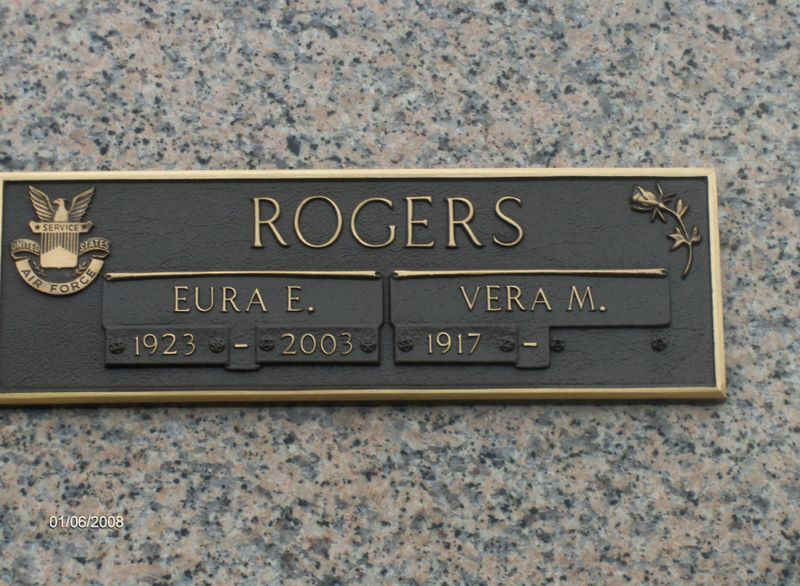 ROGERS
SERVICE
UNITED STATES
AIR FORCE
EURA E.
1923 – 2003
VERA M.
1917 –
01/06/2008